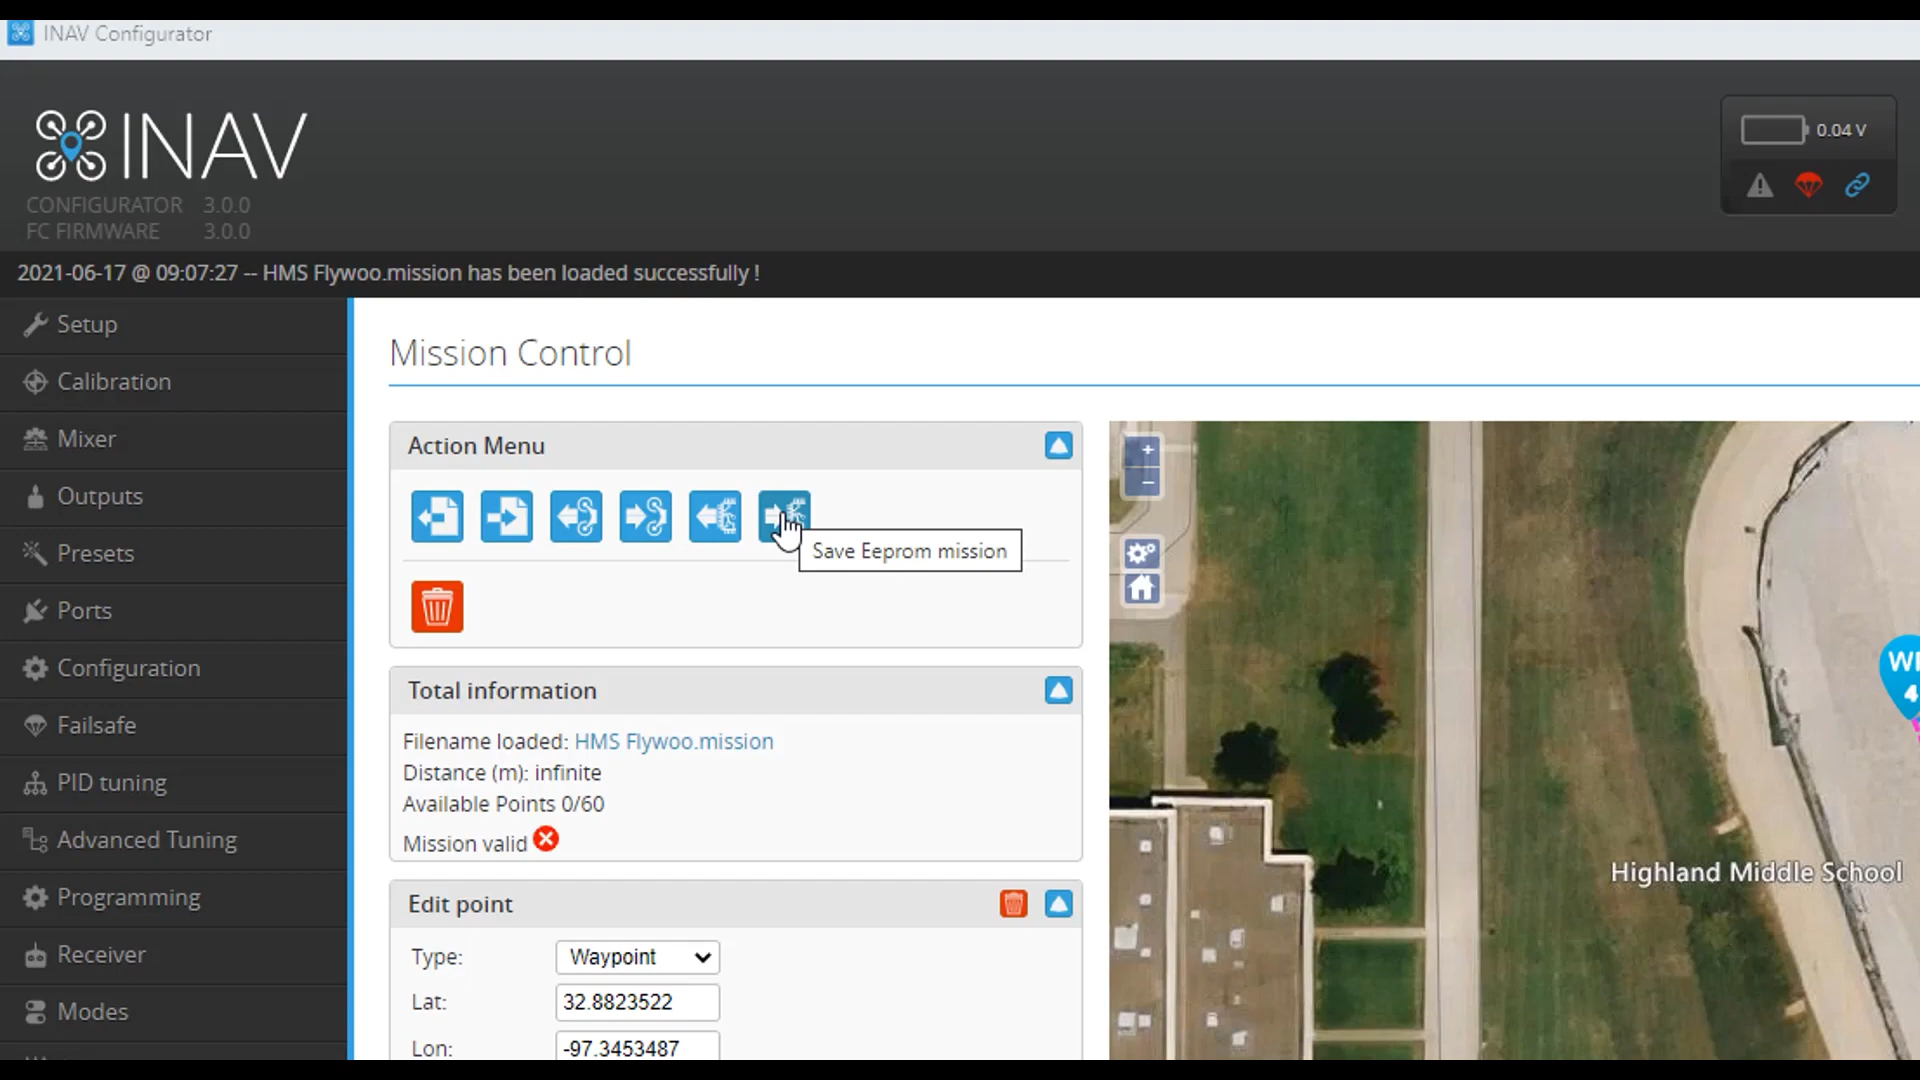 INAV Configurator
INAV
CONFIGURATOR 3.0.0
FC FIRMWARE 3.0.0
0.04 V
2021-06-17 @ 09:07:27 -- HMS Flywoo.mission has been loaded successfully !
Setup
Calibration
Mixer
Outputs
Presets
Ports
Configuration
Failsafe
PID tuning
Advanced Tuning
Programming
Receiver
Modes
Mission Control
Action Menu
Save Eeprom mission
Total information
Filename loaded: HMS Flywoo.mission
Distance (m): infinite
Available Points 0/60
Mission valid
Edit point
Type: Waypoint
Lat: 32.8823522
Lon: -97.3453487
+
−
WP
4
Highland Middle School